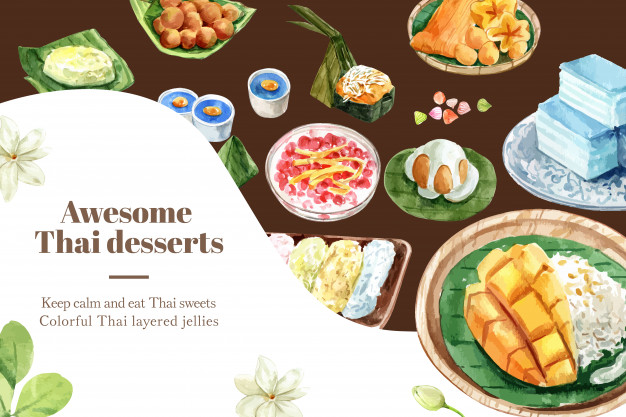 Awesome
Thai desserts
Keep calm and eat Thai sweets
Colorful Thai layered jellies